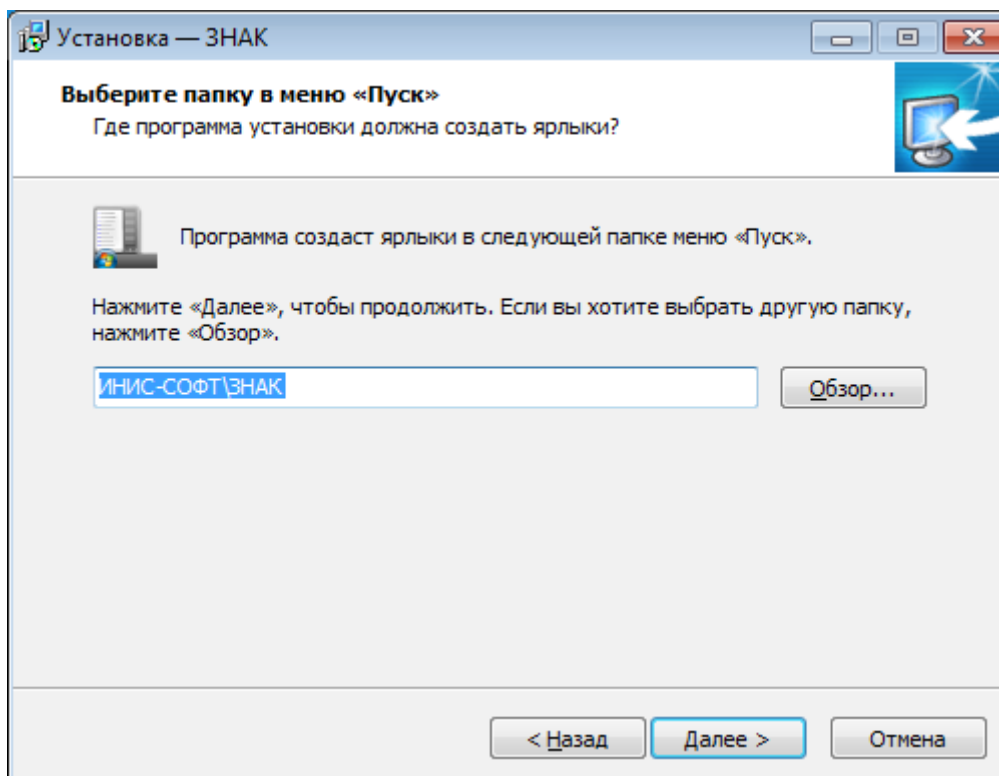 Установка — ЗНАК
Выберите папку в меню «Пуск»
Где программа установки должна создать ярлыки?
Программа создаст ярлыки в следующей папке меню «Пуск».
Нажмите «Далее», чтобы продолжить. Если вы хотите выбрать другую папку,
нажмите «Обзор».
ИНИС-СОФТ\ЗНАК
Обзор...
< Назад
Далее >
Отмена